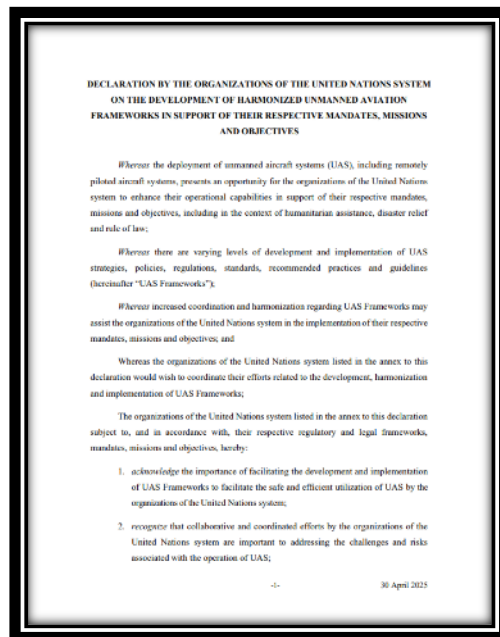 DECLARATION BY THE ORGANIZATIONS OF THE UNITED NATIONS SYSTEM
ON THE DEVELOPMENT OF HARMONIZED UNMANNED AVIATION
FRAMEWORKS IN SUPPORT OF THEIR RESPECTIVE MANDATES, MISSIONS
AND OBJECTIVES
Whereas the deployment of unmanned aircraft systems (UAS), including remotely
piloted aircraft systems, presents an opportunity for the organizations of the United Nations
system to enhance their operational capabilities in support of their respective mandates,
missions and objectives, including in the context of humanitarian assistance, disaster relief
and rule of law;
Whereas there are varying levels of development and implementation of UAS
strategies, policies, regulations, standards, recommended practices and guidelines
(hereinafter “UAS Frameworks”);
Whereas increased coordination and harmonization regarding UAS Frameworks may
assist the organizations of the United Nations system in the implementation of their respective
mandates, missions and objectives; and
Whereas the organizations of the United Nations system listed in the annex to this
declaration would wish to coordinate their efforts related to the development, harmonization
and implementation of UAS Frameworks;
The organizations of the United Nations system listed in the annex to this declaration
subject to, and in accordance with, their respective regulatory and legal frameworks,
mandates, missions and objectives, hereby:
1. acknowledge the importance of facilitating the development and implementation
of UAS Frameworks to facilitate the safe and efficient utilization of UAS by the
organizations of the United Nations system;
2. recognize that collaborative and coordinated efforts by the organizations of the
United Nations system are important to addressing the challenges and risks
associated with the operation of UAS;
-1- 30 April 2025